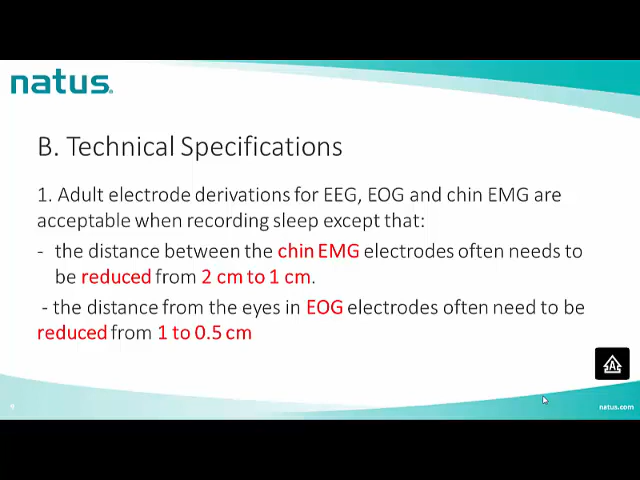 natus
B. Technical Specifications
1. Adult electrode derivations for EEG, EOG and chin EMG are
acceptable when recording sleep except that:
- the distance between the chin EMG electrodes often needs to
be reduced from 2 cm to 1 cm.
- the distance from the eyes in EOG electrodes often need to be
reduced from 1 to 0.5 cm
A
natus.com